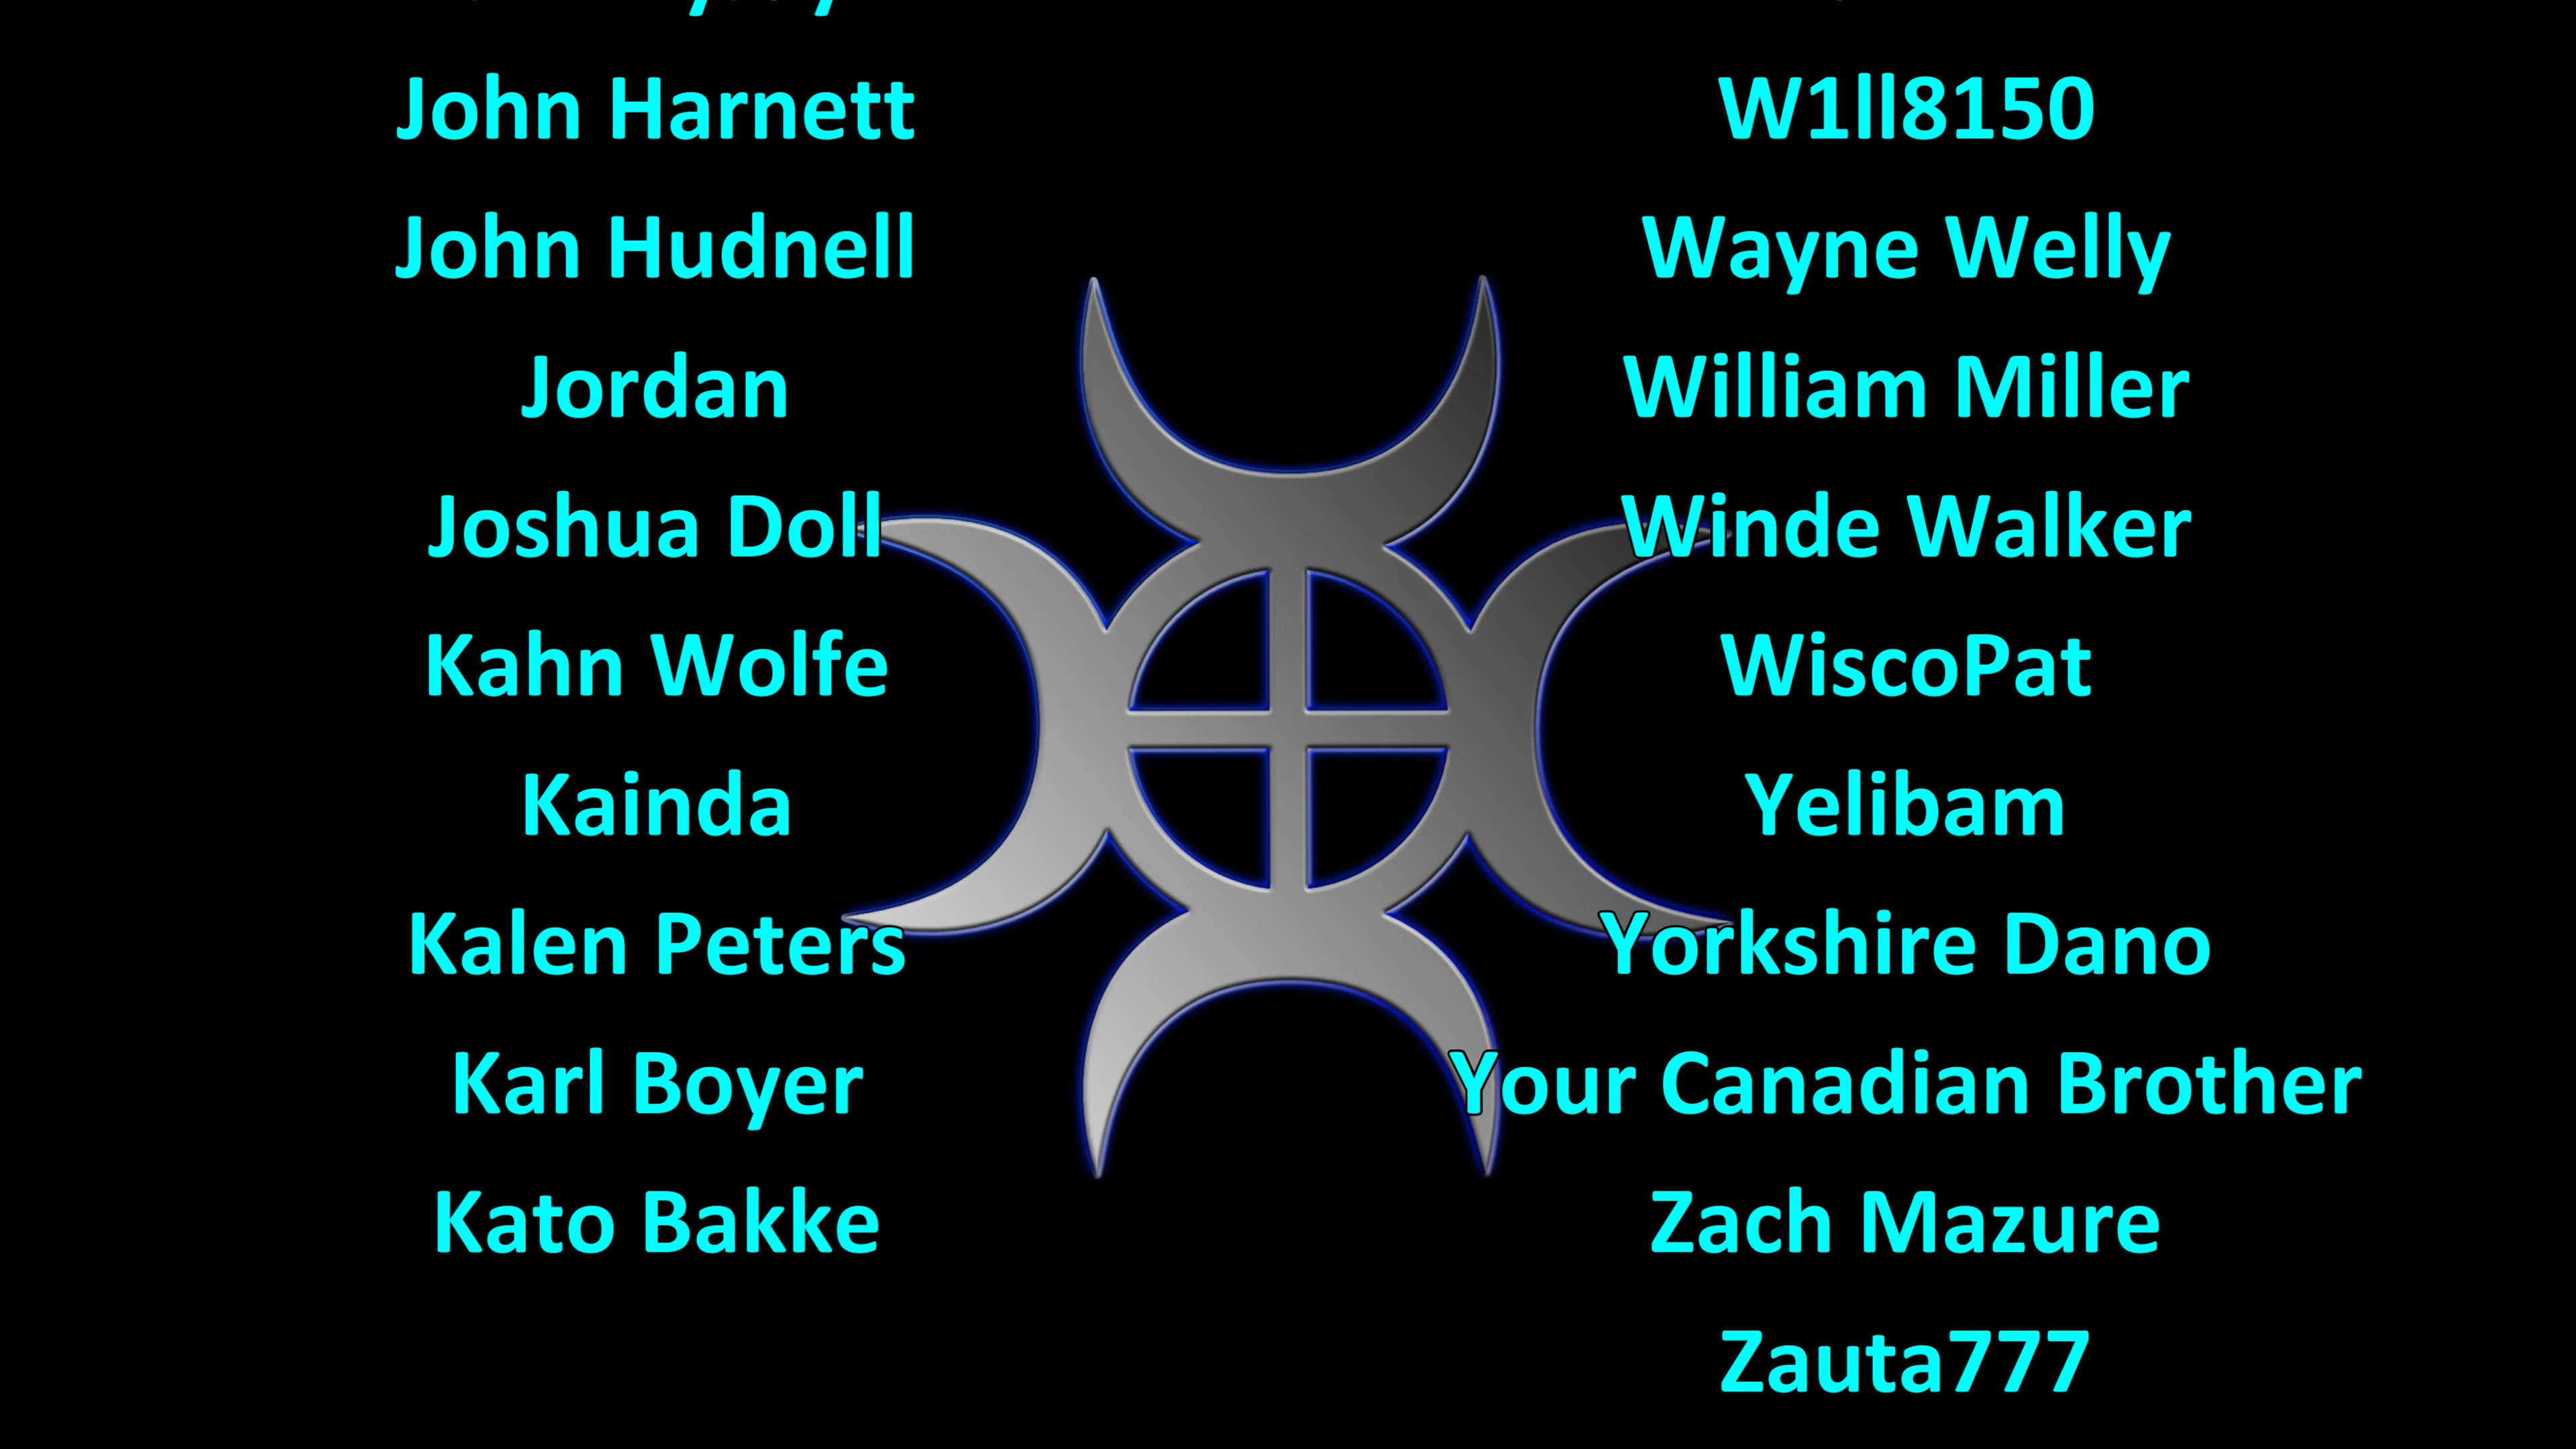 John Harnett
John Hudnell
Jordan
Joshua Doll
Kahn Wolfe
Kainda
Kalen Peters
Karl Boyer
Kato Bakke
W1ll8150
Wayne Welly
William Miller
Winde Walker
WiscoPat
Yelibam
Yorkshire Dano
Your Canadian Brother
Zach Mazure
Zauta777